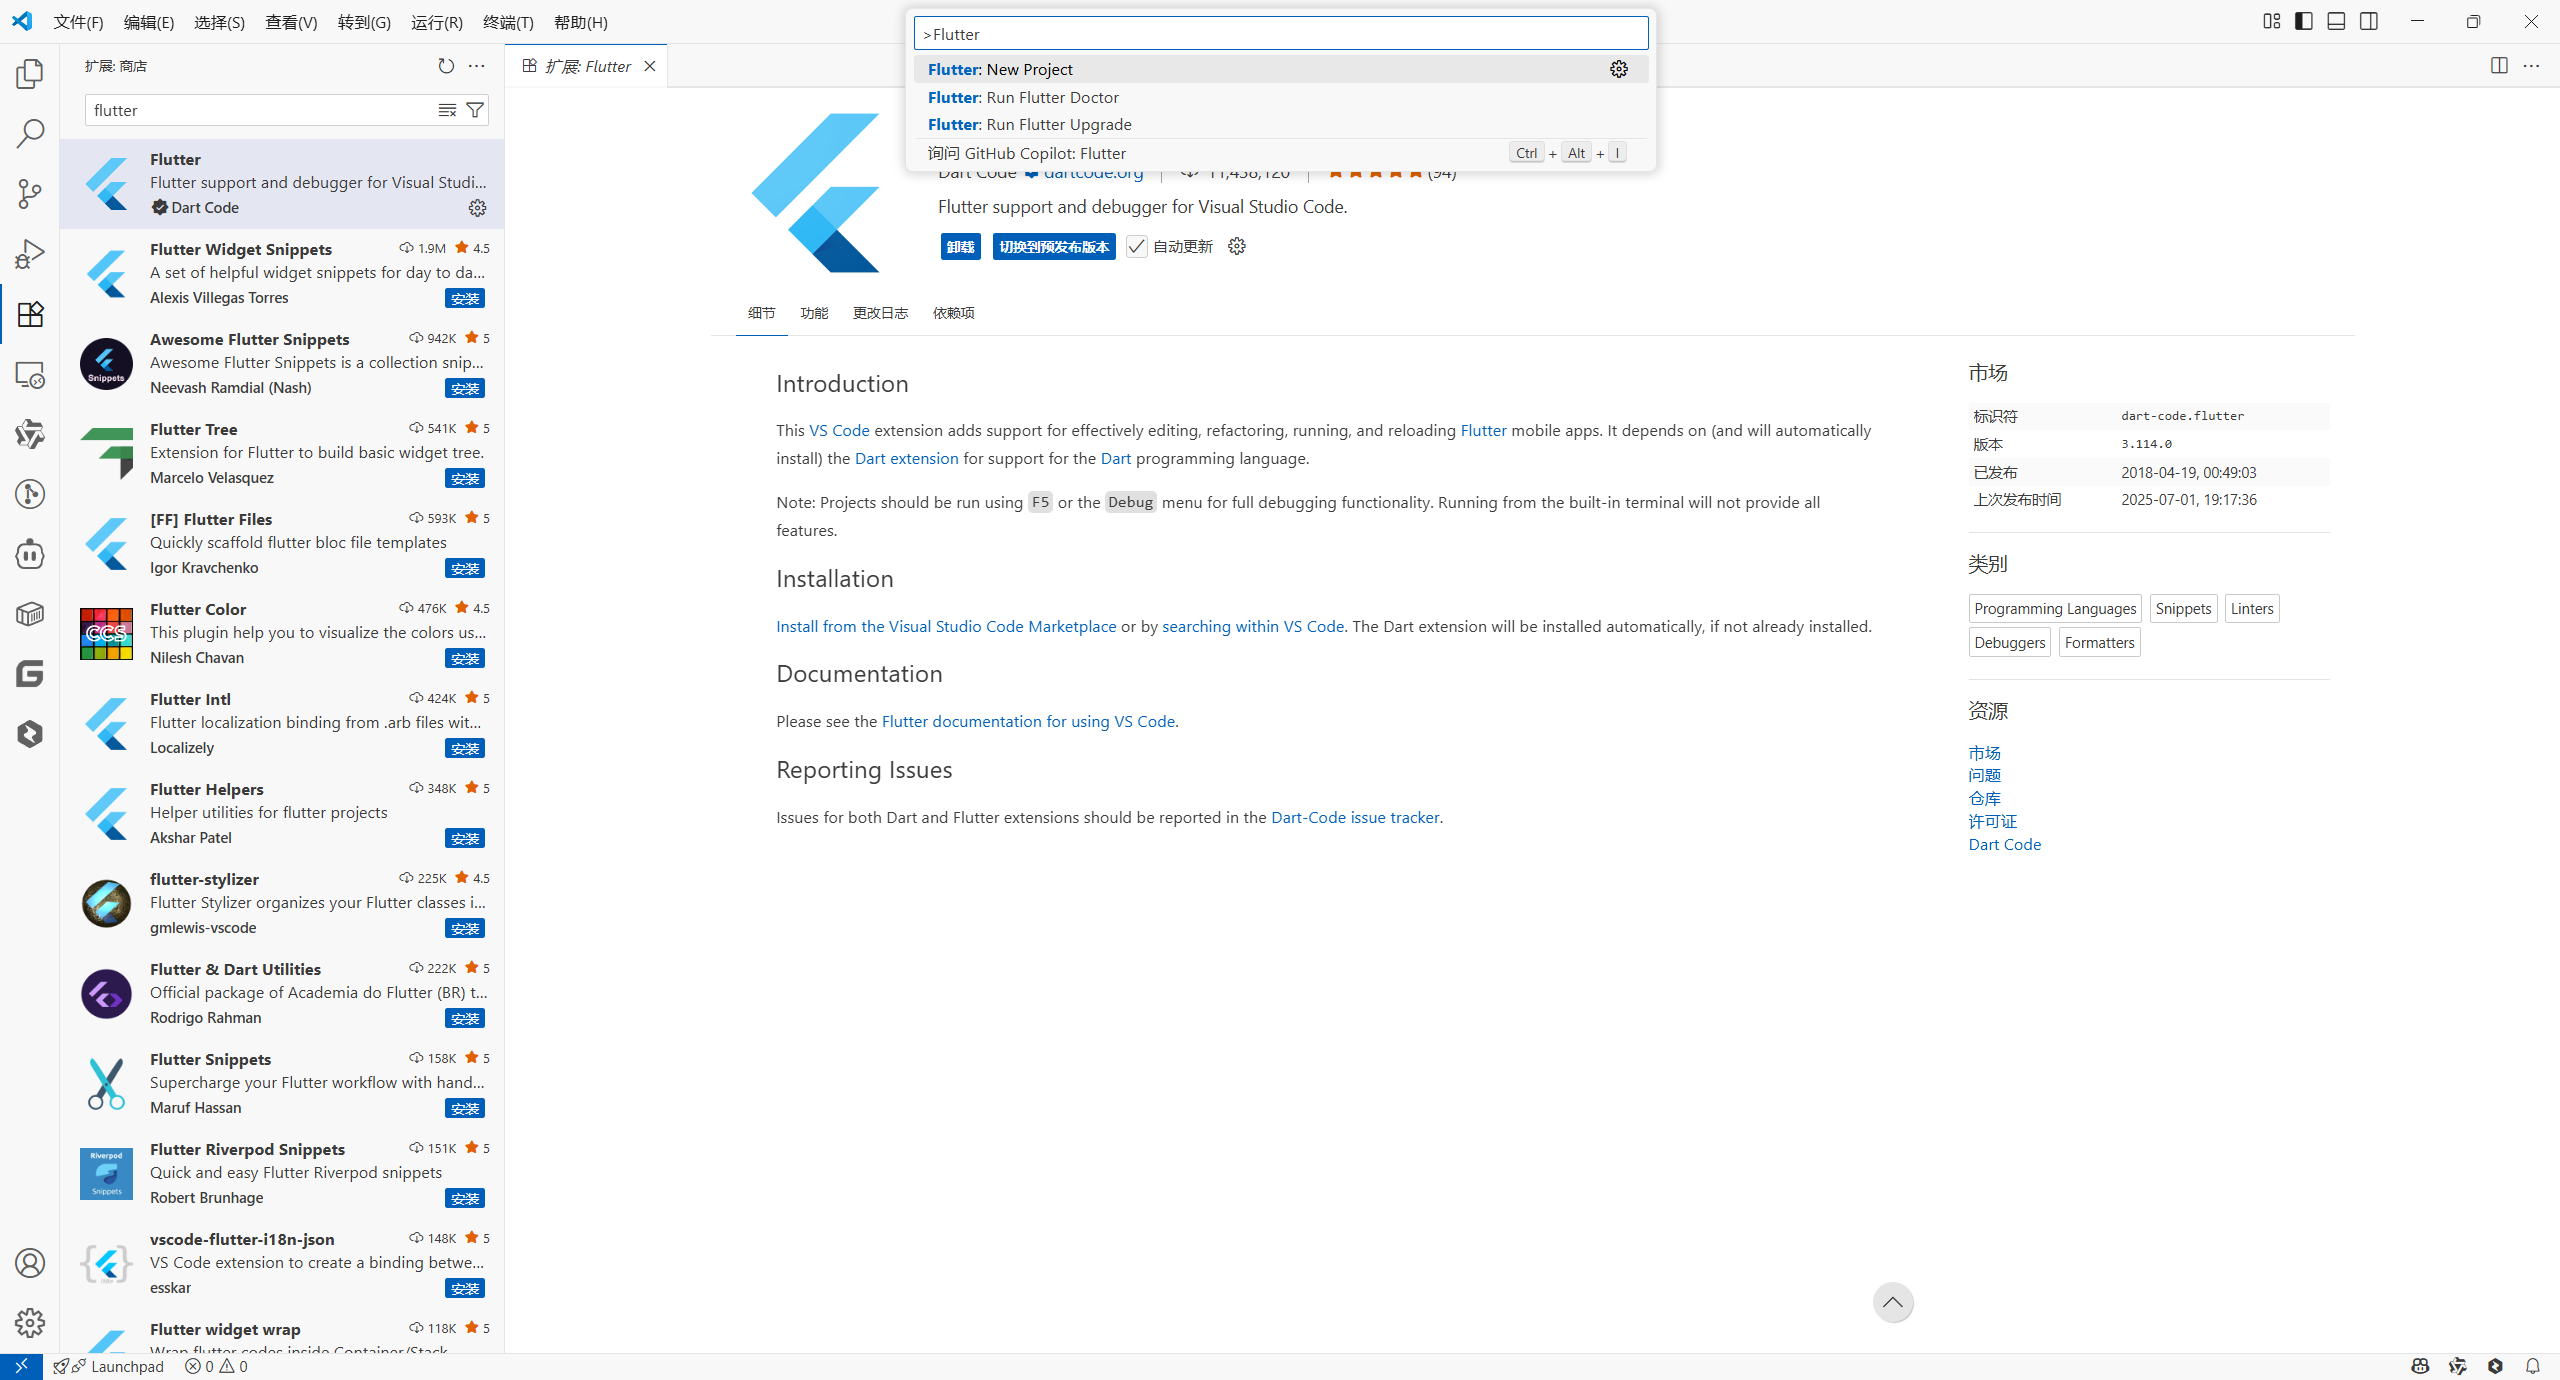 文件(F) 编辑(E) 选择(S) 查看(V) 转到(G) 运行(R) 终端(T) 帮助(H)
>Flutter
Flutter: New Project
Flutter: Run Flutter Doctor
Flutter: Run Flutter Upgrade
询问 GitHub Copilot: Flutter Ctrl + Alt + I
扩展: 商店
flutter
Flutter
Flutter support and debugger for Visual Studi...
Dart Code
Flutter Widget Snippets 1.9M 4.5
A set of helpful widget snippets for day to da...
Alexis Villegas Torres 安装
Snippets
Awesome Flutter Snippets 942K 5
Awesome Flutter Snippets is a collection snip...
Neevash Ramdial (Nash) 安装
Flutter Tree 541K 5
Extension for Flutter to build basic widget tree.
Marcelo Velasquez 安装
[FF] Flutter Files 593K 5
Quickly scaffold flutter bloc file templates
Igor Kravchenko 安装
CCS
Flutter Color 476K 4.5
This plugin help you to visualize the colors us...
Nilesh Chavan 安装
Flutter Intl 424K 5
Flutter localization binding from .arb files wit...
Localizely 安装
Flutter Helpers 348K 5
Helper utilities for flutter projects
Akshar Patel 安装
flutter-stylizer 225K 4.5
Flutter Stylizer organizes your Flutter classes i...
gmlewis-vscode 安装
Flutter & Dart Utilities 222K 5
Official package of Academia do Flutter (BR) t...
Rodrigo Rahman 安装
Flutter Snippets 158K 5
Supercharge your Flutter workflow with hand...
Maruf Hassan 安装
Riverpod
Snippets
Flutter Riverpod Snippets 151K 5
Quick and easy Flutter Riverpod snippets
Robert Brunhage 安装
vscode-flutter-i18n-json 148K 5
VS Code extension to create a binding betwe...
esskar 安装
Flutter widget wrap 118K 5
Wrap flutter codes inside Container/Stack
扩展: Flutter
Dart Code dartcode.org 11,438,120 (94)
Flutter support and debugger for Visual Studio Code.
卸载 切换到预发布版本 自动更新
细节 功能 更改日志 依赖项
Introduction
This VS Code extension adds support for effectively editing, refactoring, running, and reloading Flutter mobile apps. It depends on (and will automatically
install) the Dart extension for support for the Dart programming language.
Note: Projects should be run using F5 or the Debug menu for full debugging functionality. Running from the built-in terminal will not provide all
features.
Installation
Install from the Visual Studio Code Marketplace or by searching within VS Code. The Dart extension will be installed automatically, if not already installed.
Documentation
Please see the Flutter documentation for using VS Code.
Reporting Issues
Issues for both Dart and Flutter extensions should be reported in the Dart-Code issue tracker.
市场
标识符 dart-code.flutter
版本 3.114.0
已发布 2018-04-19, 00:49:03
上次发布时间 2025-07-01, 19:17:36
类别
Programming Languages Snippets Linters
Debuggers Formatters
资源
市场
问题
仓库
许可证
Dart Code
Launchpad 0 0